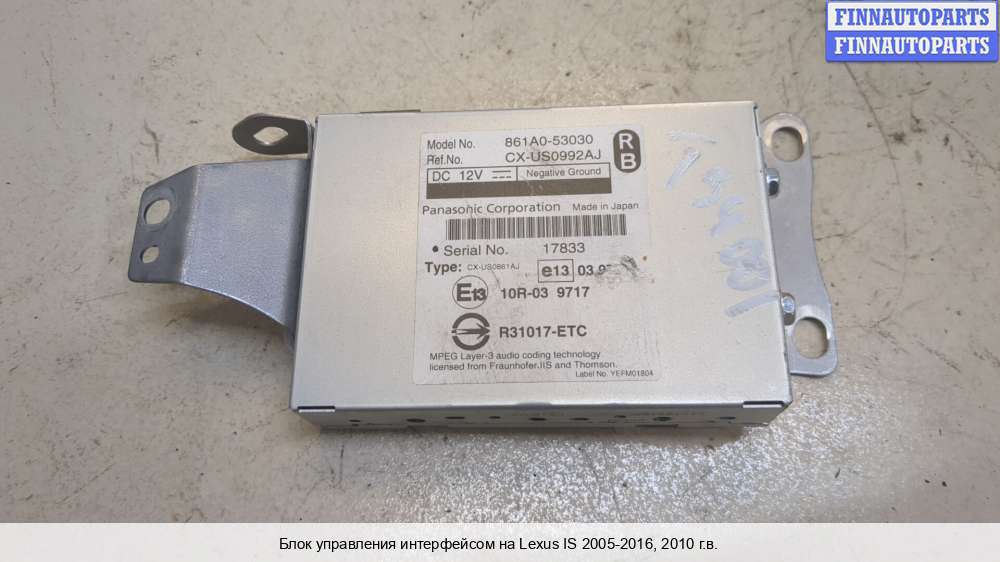 FINNAUTOPARTS
FINNAUTOPARTS
Model No. 861A0-53030
Ref.No. CX-US0992AJ
R
B
DC 12V Negative Ground
Panasonic Corporation Made in Japan
• Serial No. 17833
Type: CX-US0861AJ e13 03
E13 10R-03 9717
R31017-ETC
MPEG Layer-3 audio coding technology
licensed from Fraunhofer.IIS and Thomson.
Label No. YEFM01804
Блок управления интерфейсом на Lexus IS 2005-2016, 2010 г.в.